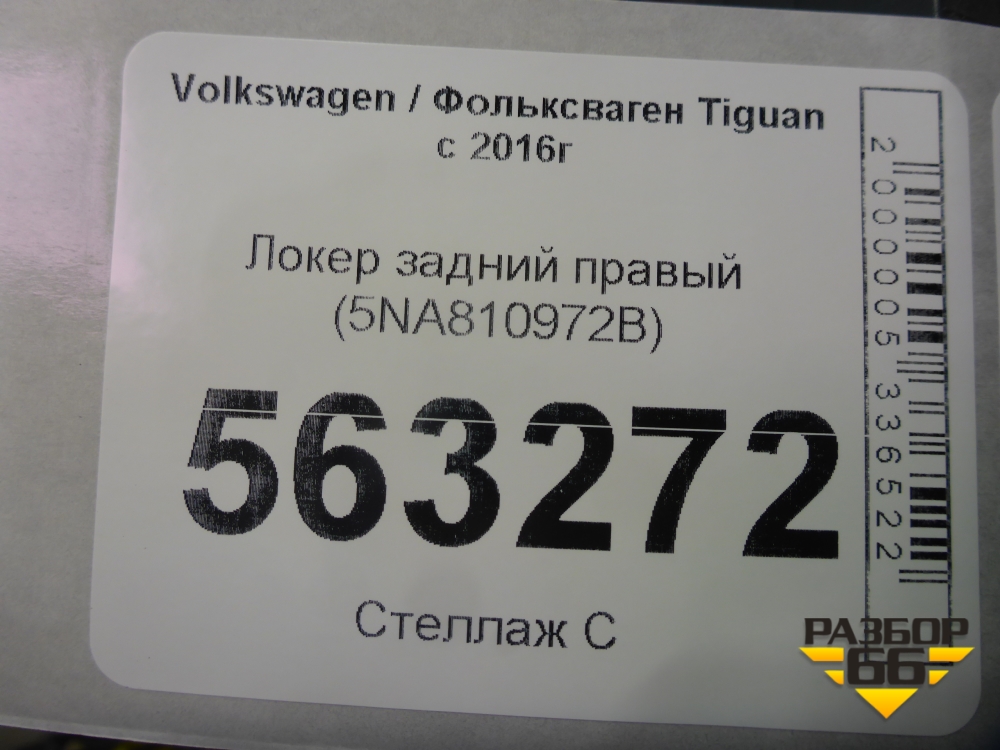 Volkswagen / Фольксваген Tiguan
с 2016г
Локер задний правый
(5NA810972B)
563272
Стеллаж С
2000005336522
РАЗБОР
66